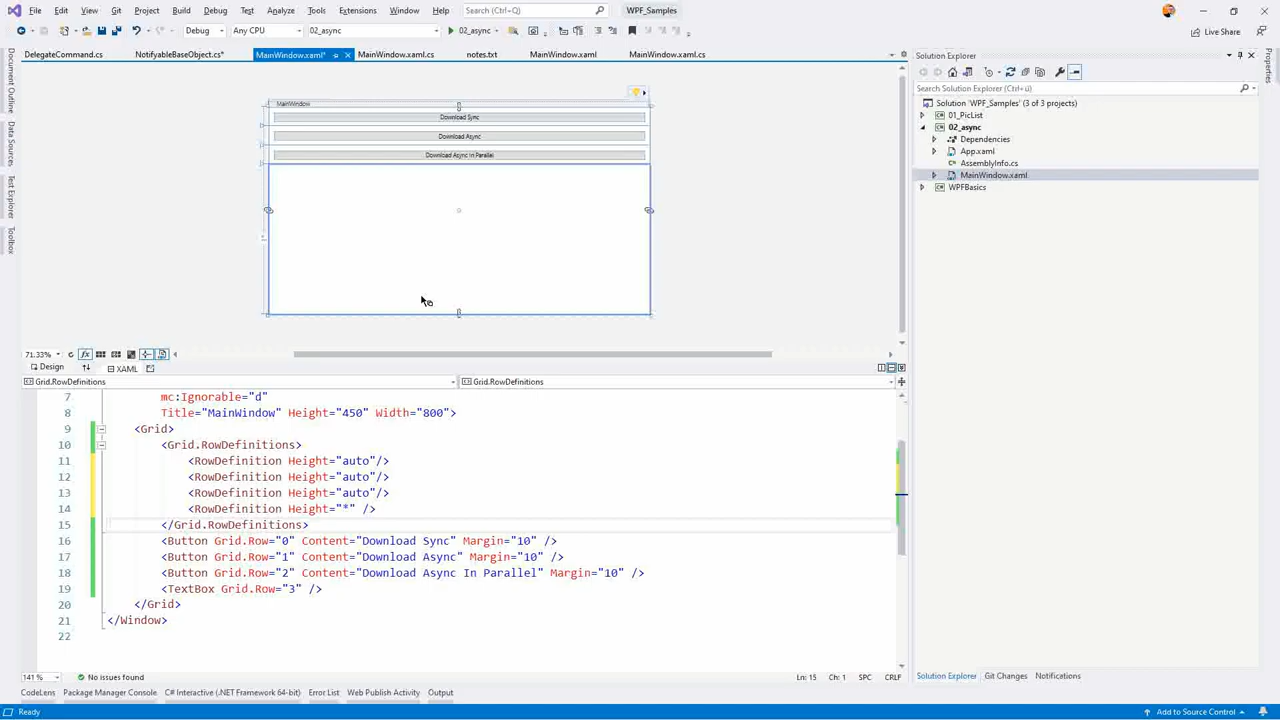 File Edit View Git Project Build Debug Test Analyze Tools Extensions Window Help Search (Ctrl+Q) WPF_Samples
Debug Any CPU 02_async 02_async Live Share
DelegateCommand.cs NotifyableBaseObject.cs* MainWindow.xaml* MainWindow.xaml.cs notes.txt MainWindow.xaml MainWindow.xaml.cs
Document Outline
Data Sources
Test Explorer
Toolbox
MainWindow
Download Sync
Download Async
Download Async In Parallel
71.33%
Design XAML
Grid.RowDefinitions Grid.RowDefinitions
7 mc:Ignorable="d"
8 Title="MainWindow" Height="450" Width="800">
9 <Grid>
10 <Grid.RowDefinitions>
11 <RowDefinition Height="auto"/>
12 <RowDefinition Height="auto"/>
13 <RowDefinition Height="auto"/>
14 <RowDefinition Height="*" />
15 </Grid.RowDefinitions>
16 <Button Grid.Row="0" Content="Download Sync" Margin="10" />
17 <Button Grid.Row="1" Content="Download Async" Margin="10" />
18 <Button Grid.Row="2" Content="Download Async In Parallel" Margin="10" />
19 <TextBox Grid.Row="3" />
20 </Grid>
21 </Window>
22
141 % No issues found Ln: 15 Ch: 1 SPC CRLF
CodeLens Package Manager Console C# Interactive (.NET Framework - 64 bit) Error List Web Publish Activity Output
Ready Add to Source Control
Solution Explorer
Search Solution Explorer (Ctrl+ü)
Solution 'WPF_Samples' (3 of 3 projects)
01_PicList
02_async
Dependencies
App.xaml
AssemblyInfo.cs
MainWindow.xaml
WPFBasics
Solution Explorer Git Changes Notifications
Properties